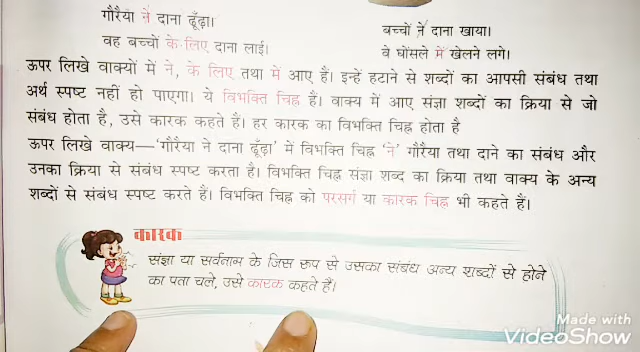 गौरैया ने दाना ढूँढ़ा।
बच्चों ने दाना खाया।
वह बच्चों के लिए दाना लाई।
वे घोंसले में खेलने लगे।
ऊपर लिखे वाक्यों में ने, के लिए तथा में आए हैं। इन्हें हटाने से शब्दों का आपसी संबंध तथा
अर्थ स्पष्ट नहीं हो पाएगा। ये विभक्ति चिह्न हैं। वाक्य में आए संज्ञा शब्दों का क्रिया से जो
संबंध होता है, उसे कारक कहते हैं। हर कारक का विभक्ति चिह्न होता है
ऊपर लिखे वाक्य—'गौरैया ने दाना ढूँढ़ा' में विभक्ति चिह्न 'ने' गौरैया तथा दाने का संबंध और
उनका क्रिया से संबंध स्पष्ट करता है। विभक्ति चिह्न संज्ञा शब्द का क्रिया तथा वाक्य के अन्य
शब्दों से संबंध स्पष्ट करते हैं। विभक्ति चिह्न को परसर्ग या कारक चिह्न भी कहते हैं।
कारक
संज्ञा या सर्वनाम के जिस रूप से उसका संबंध अन्य शब्दों से होने
का पता चले, उसे कारक कहते हैं।
Made with
VideoShow